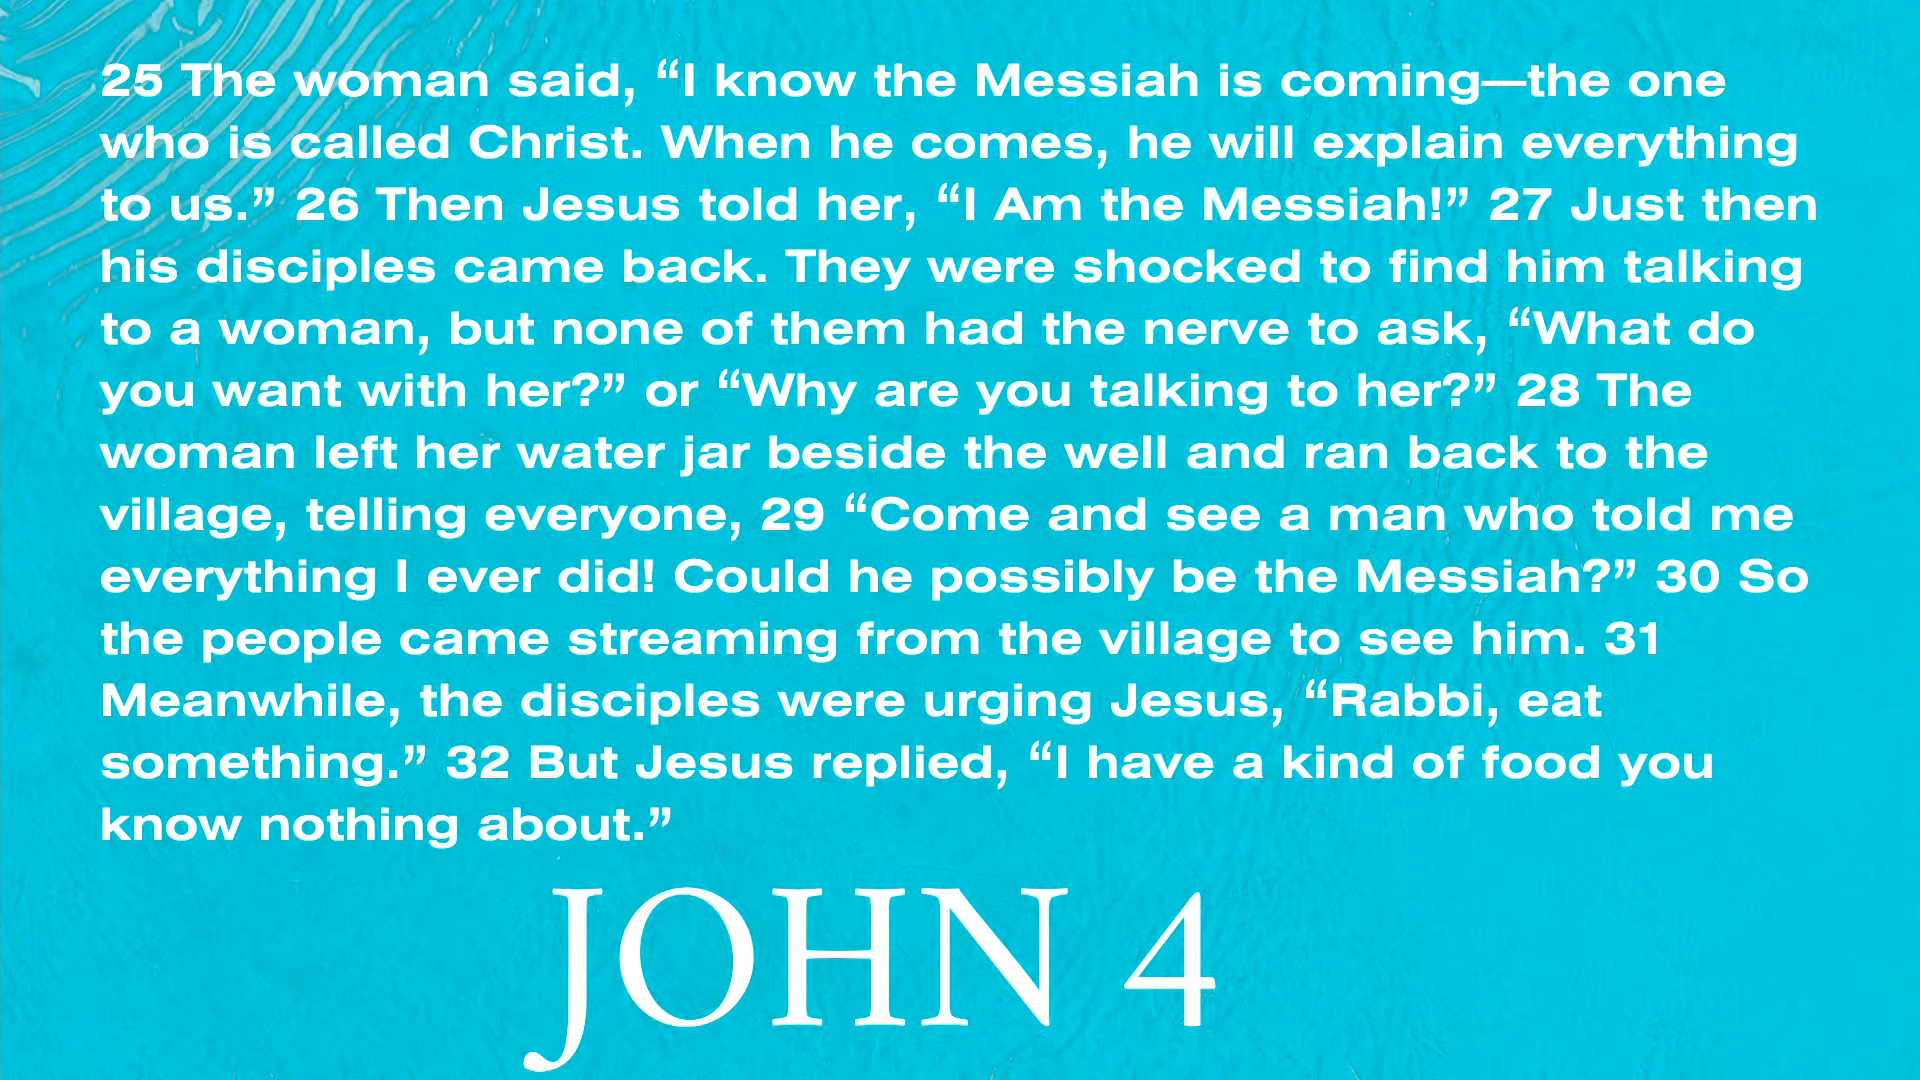 25 The woman said, “I know the Messiah is coming—the one
who is called Christ. When he comes, he will explain everything
to us.” 26 Then Jesus told her, “I Am the Messiah!” 27 Just then
his disciples came back. They were shocked to find him talking
to a woman, but none of them had the nerve to ask, “What do
you want with her?” or “Why are you talking to her?” 28 The
woman left her water jar beside the well and ran back to the
village, telling everyone, 29 “Come and see a man who told me
everything I ever did! Could he possibly be the Messiah?” 30 So
the people came streaming from the village to see him. 31
Meanwhile, the disciples were urging Jesus, “Rabbi, eat
something.” 32 But Jesus replied, “I have a kind of food you
know nothing about.”
JOHN 4